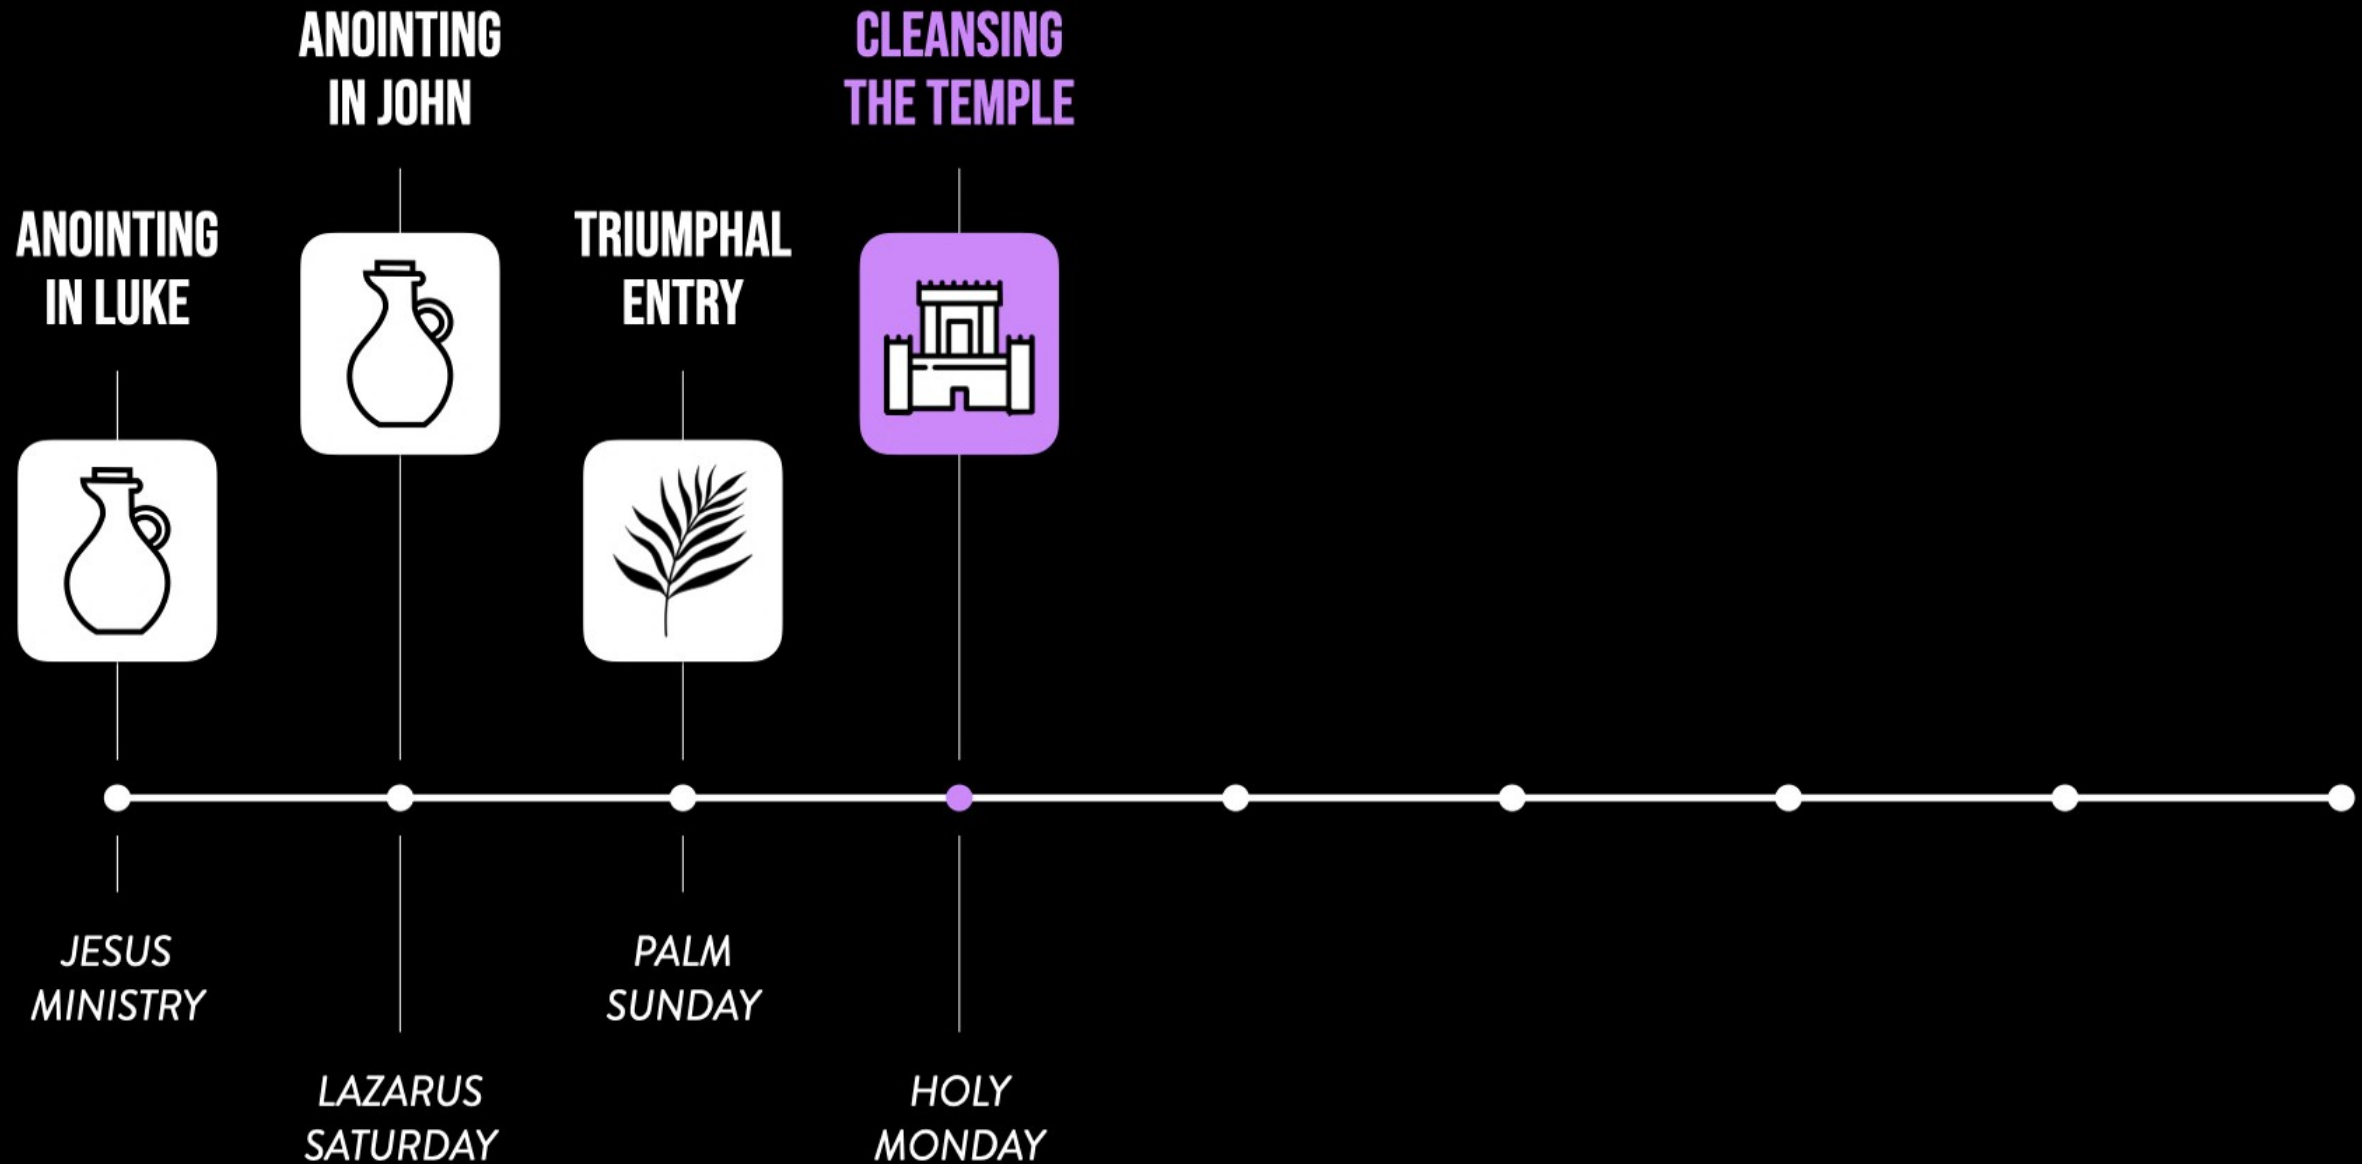 ANOINTING
IN LUKE
ANOINTING
IN JOHN
TRIUMPHAL
ENTRY
CLEANSING
THE TEMPLE
JESUS
MINISTRY
LAZARUS
SATURDAY
PALM
SUNDAY
HOLY
MONDAY